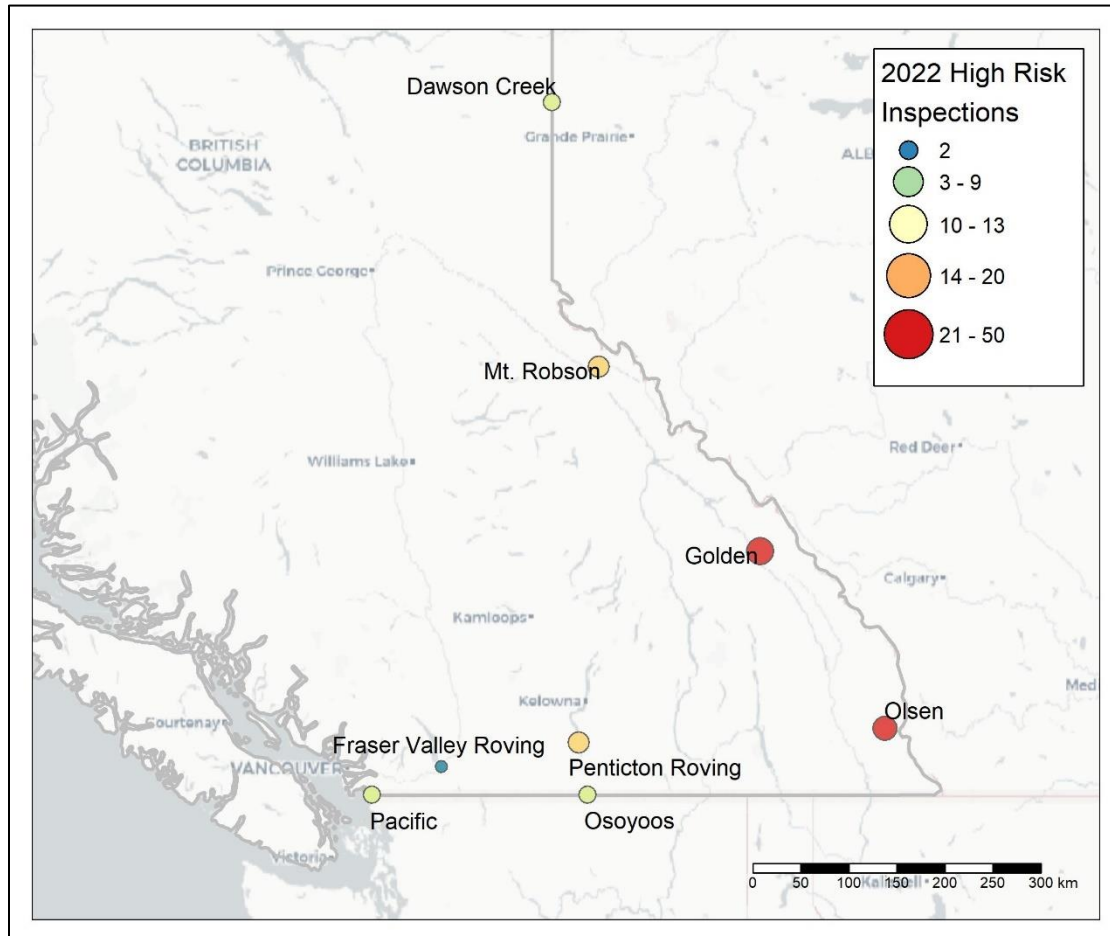 Dawson Creek
Grande Prairie
BRITISH
COLUMBIA
2022 High Risk
Inspections
2
3 - 9
10 - 13
14 - 20
21 - 50
Prince George
Mt. Robson
Williams Lake
Red Deer
Golden
Calgary
Kamloops
Kelowna
Olsen
Courtenay
Fraser Valley Roving
VANCOUVER
Penticton Roving
Pacific
Osoyoos
Victoria
0 50 100 150 200 250 300 km